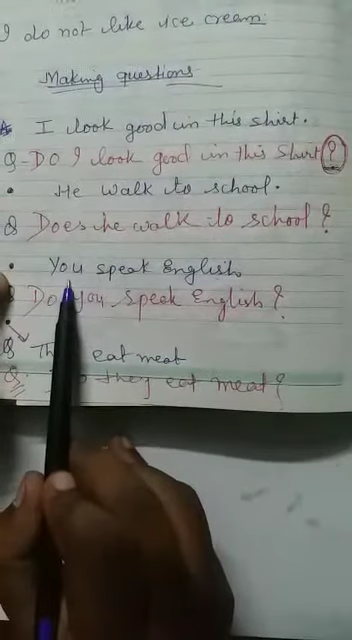 I do not like ice cream.
Making questions
I look good in this shirt.
Q - Do I look good in this shirt?
• He walk to school.
Q Does he walk to school?
• You speak English.
Do you speak English?
Q eat meat
Q. they eat meat?